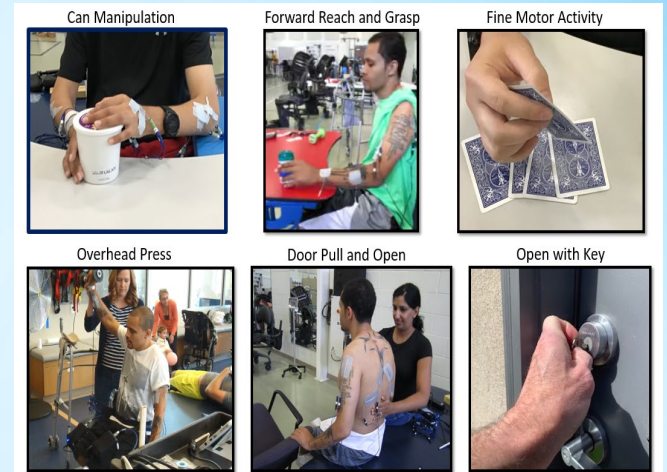 Can Manipulation
Forward Reach and Grasp
Fine Motor Activity
Overhead Press
Door Pull and Open
Open with Key